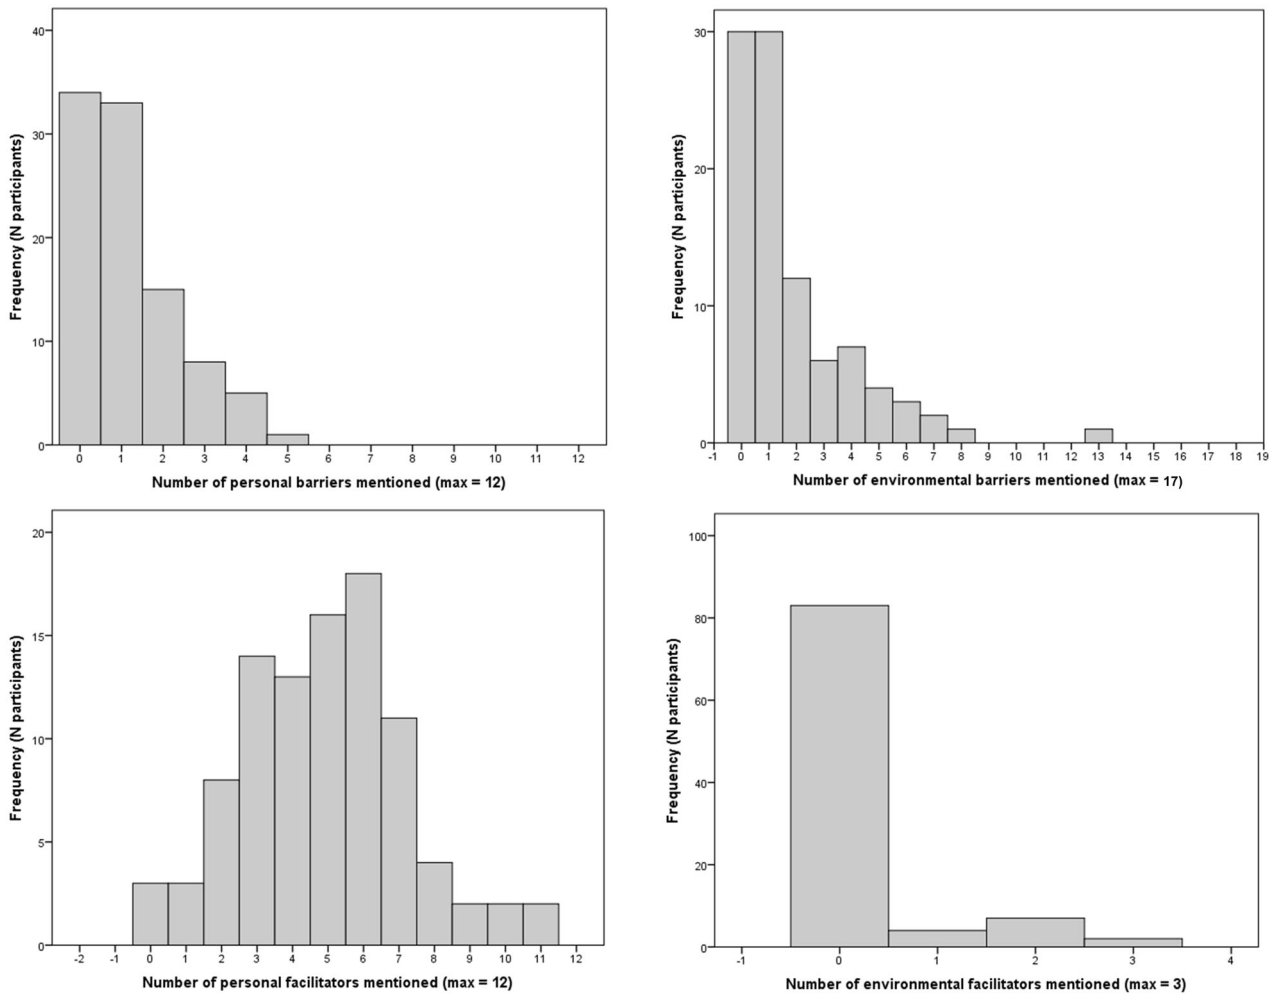 Frequency (N participants)
40
30
20
10
0
0 1 2 3 4 5 6 7 8 9 10 11 12
Number of personal barriers mentioned (max = 12)
Frequency (N participants)
30
20
10
0
-1 0 1 2 3 4 5 6 7 8 9 10 11 12 13 14 15 16 17 18 19
Number of environmental barriers mentioned (max = 17)
Frequency (N participants)
20
15
10
5
0
-2 -1 0 1 2 3 4 5 6 7 8 9 10 11 12
Number of personal facilitators mentioned (max = 12)
Frequency (N participants)
100
80
60
40
20
0
-1 0 1 2 3 4
Number of environmental facilitators mentioned (max = 3)